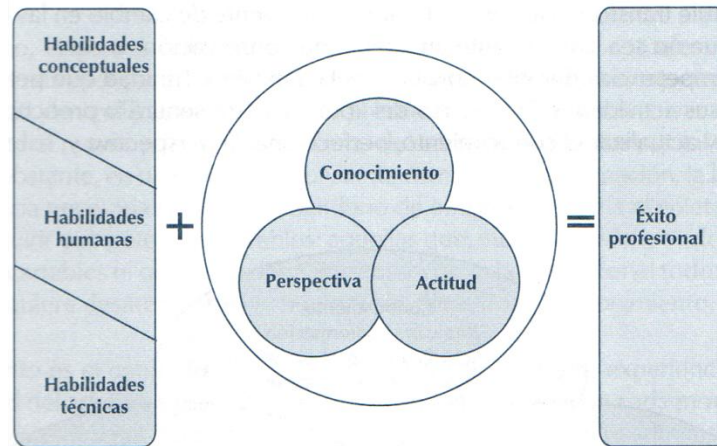 Habilidades
conceptuales
Habilidades
humanas
Habilidades
técnicas
+
Conocimiento
Perspectiva
Actitud
=
Éxito
profesional